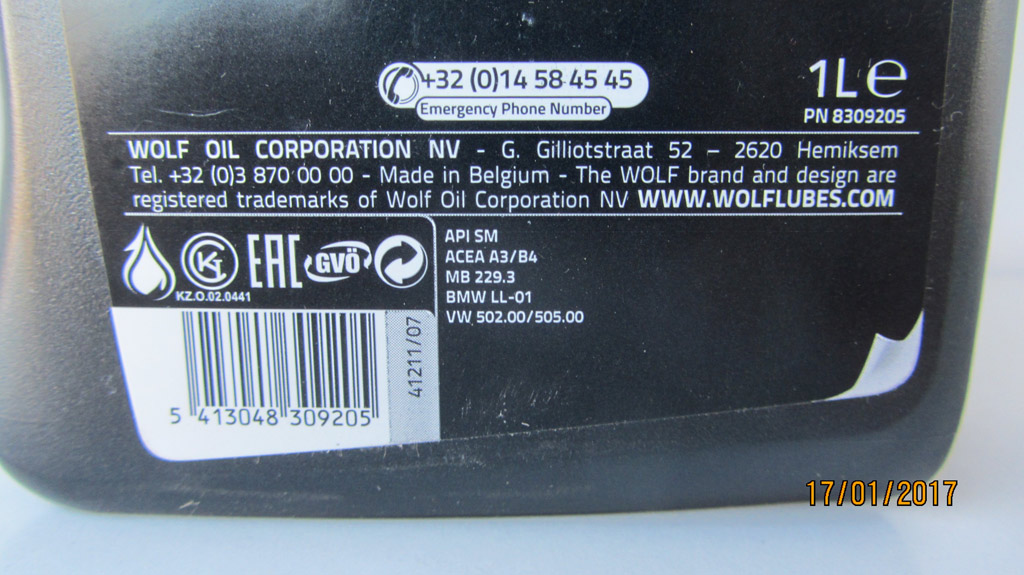 +32 (0)14 58 45 45
Emergency Phone Number
1L e
PN 8309205
WOLF OIL CORPORATION NV - G. Gilliotstraat 52 – 2620 Hemiksem
Tel. +32 (0)3 870 00 00 - Made in Belgium - The WOLF brand and design are
registered trademarks of Wolf Oil Corporation NV WWW.WOLFLUBES.COM
EAC
GVÖ
KZ.O.02.0441
API SM
ACEA A3/B4
MB 229.3
BMW LL-01
VW 502.00/505.00
41211/07
5 413048 309205
17/01/2017